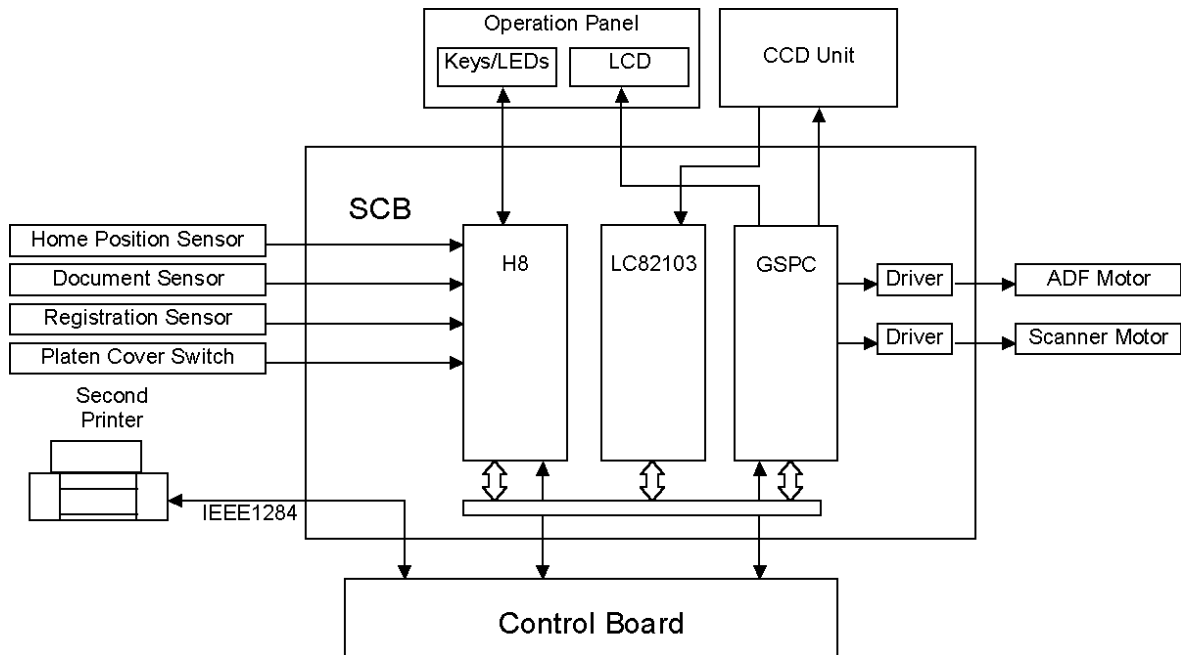 Operation Panel
Keys/LEDs
LCD
CCD Unit
SCB
Home Position Sensor
Document Sensor
Registration Sensor
Platen Cover Switch
H8
LC82103
GSPC
Driver
ADF Motor
Driver
Scanner Motor
Second
Printer
IEEE1284
Control Board